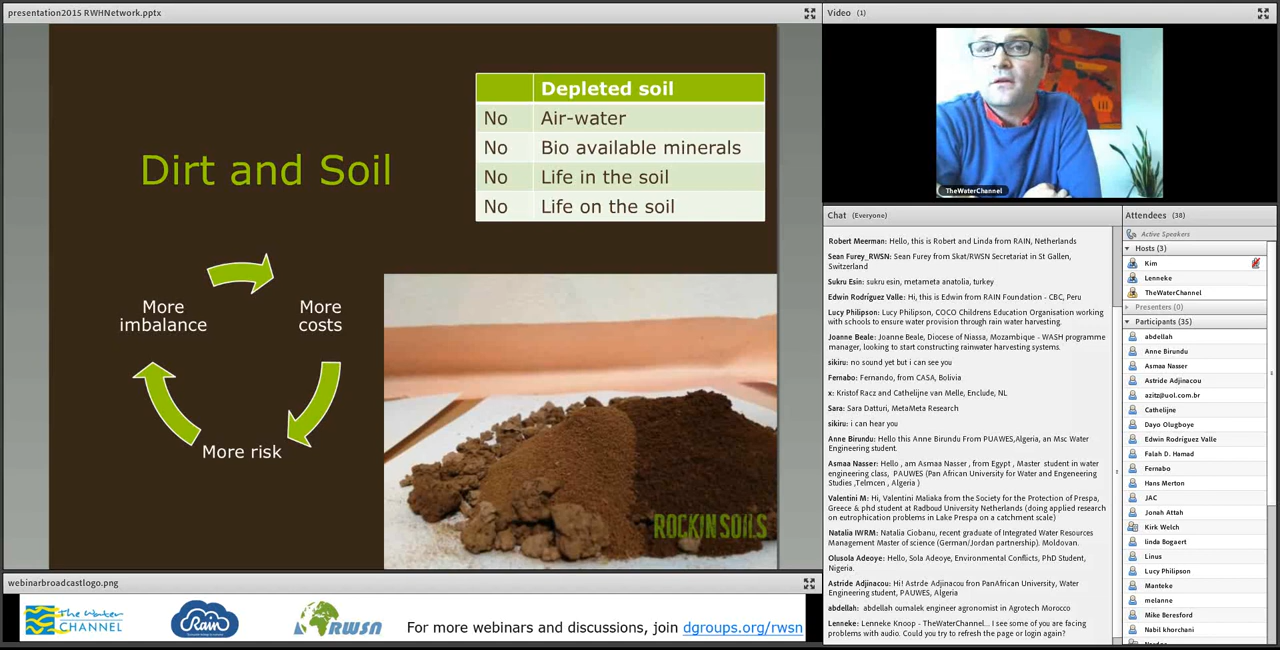 presentation2015 RWHNetwork.pptx
Dirt and Soil
Depleted soil
No Air-water
No Bio available minerals
No Life in the soil
No Life on the soil
More
imbalance
More
costs
More risk
ROCKIN SOILS
webinarbroadcastlogo.png
The Water
CHANNEL
Rain
RWSN
For more webinars and discussions, join dgroups.org/rwsn
Video (1)
TheWaterChannel
Chat (Everyone)
Robert Meerman: Hello, this is Robert and Linda from RAIN, Netherlands
Sean Furey_RWSN: Sean Furey from Skat/RWSN Secretariat in St Gallen,
Switzerland
Sukru Esin: sukru esin, metameta anatolia, turkey
Edwin Rodríguez Valle: Hi, this is Edwin from RAIN Foundation - CBC, Peru
Lucy Philipson: Lucy Philipson, COCO Childrens Education Organisation working
with schools to ensure water provision through rain water harvesting.
Joanne Beale: Joanne Beale, Diocese of Niassa, Mozambique - WASH programme
manager, looking to start constructing rainwater harvesting systems.
sikiru: no sound yet but i can see you
Fernabo: Fernando, from CASA, Bolivia
x: Kristof Racz and Cathelijne van Melle, Enclude, NL
Sara: Sara Datturi, MetaMeta Research
sikiru: i can hear you
Anne Birundu: Hello this Anne Birundu From PUAWES,Algeria, an Msc Water
Engineering student.
Asmaa Nasser: Hello , am Asmaa Nasser , from Egypt , Master student in water
engineering class, PAUWES (Pan African University for Water and Engeneering
Studies ,Telmcen , Algeria )
Valentini M: Hi, Valentini Maliaka from the Society for the Protection of Prespa,
Greece & phd student at Radboud University Netherlands (doing applied research
on eutrophication problems in Lake Prespa on a catchment scale)
Natalia IWRM: Natalia Ciobanu, recent graduate of Integrated Water Resources
Management Master of science (German/Jordan partnership). Moldovan.
Olusola Adeoye: Hello, Sola Adeoye, Environmental Conflicts, PhD Student,
Nigeria.
Astride Adjinacou: Hi! Astrde Adjinacou fron PanAfrican University, Water
Engineering student, PAUWES, Algeria
abdellah: abdellah oumalek engineer agronomist in Agrotech Morocco
Lenneke: Lenneke Knoop - TheWaterChannel... I see some of you are facing
problems with audio. Could you try to refresh the page or login again?
Attendees (38)
Active Speakers
Hosts (3)
Kim
Lenneke
TheWaterChannel
Presenters (0)
Participants (35)
abdellah
Anne Birundu
Asmaa Nasser
Astride Adjinacou
azitz@uol.com.br
Cathelijne
Dayo Olugboye
Edwin Rodríguez Valle
Falah D. Hamad
Fernabo
Hans Merton
JAC
Jonah Attah
Kirk Welch
linda Bogaert
Linus
Lucy Philipson
Manteke
melanne
Mike Beresford
Nabil khorchani